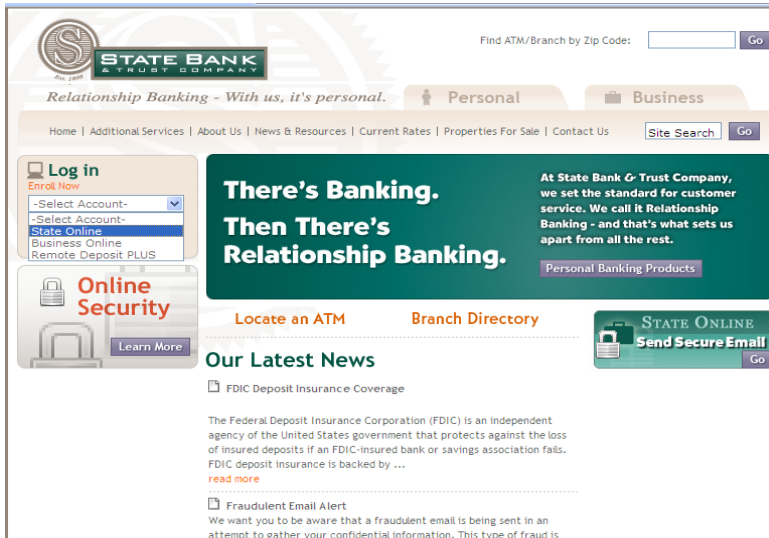 Find ATM/Branch by Zip Code:
Go
STATE BANK
& TRUST COMPANY
Est. 1889
Relationship Banking - With us, it's personal.
Personal
Business
Home | Additional Services | About Us | News & Resources | Current Rates | Properties For Sale | Contact Us
Site Search
Go
Log in
Enroll Now
-Select Account-
-Select Account-
State Online
Business Online
Remote Deposit PLUS
There's Banking.
Then There's
Relationship Banking.
At State Bank & Trust Company,
we set the standard for customer
service. We call it Relationship
Banking - and that's what sets us
apart from all the rest.
Personal Banking Products
Online
Security
Learn More
Locate an ATM
Branch Directory
STATE ONLINE
Send Secure Email
Go
Our Latest News
FDIC Deposit Insurance Coverage
The Federal Deposit Insurance Corporation (FDIC) is an independent
agency of the United States government that protects against the loss
of insured deposits if an FDIC-insured bank or savings association fails.
FDIC deposit insurance is backed by ...
read more
Fraudulent Email Alert
We want you to be aware that a fraudulent email is being sent in an
attempt to gather your confidential information. This type of fraud is